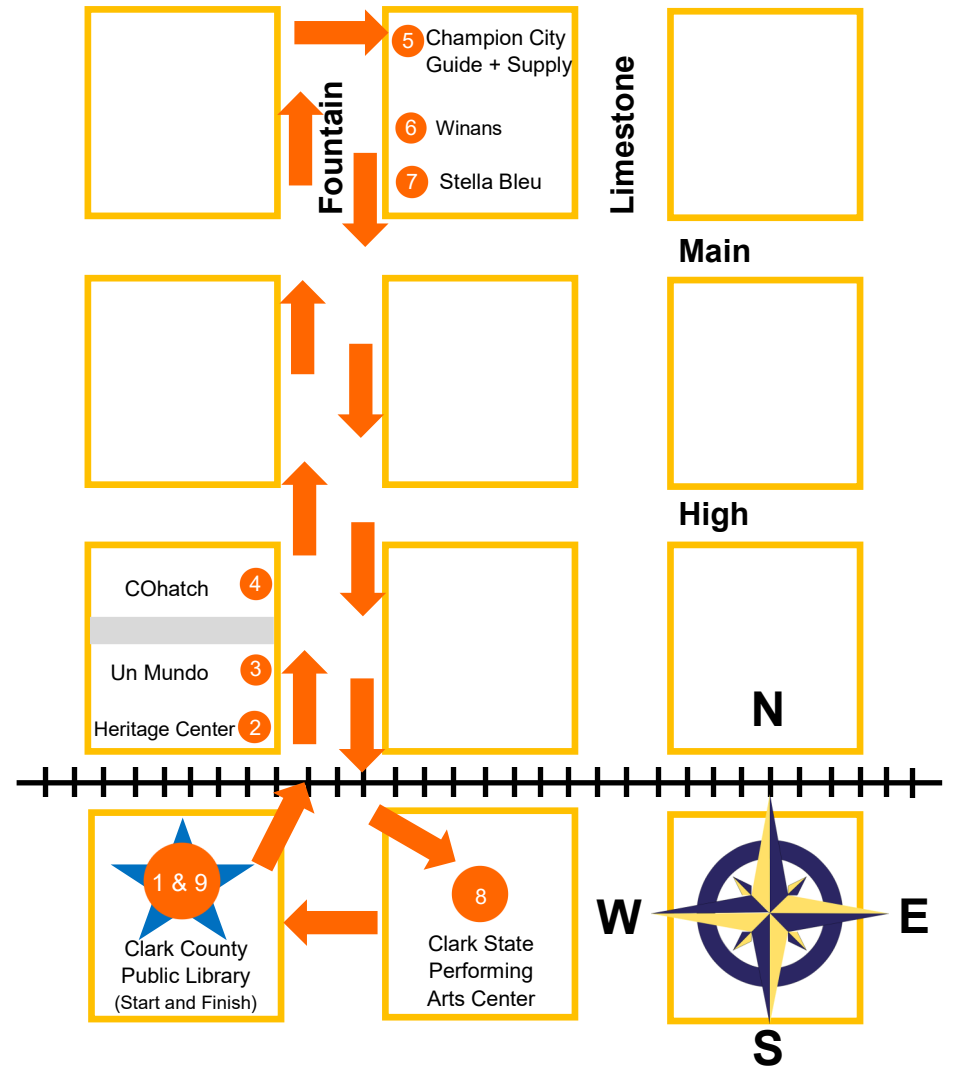 5
Champion City
Guide + Supply
6
Winans
7
Stella Bleu
Fountain
Limestone
Main
High
COhatch
4
Un Mundo
3
Heritage Center
2
N
1 & 9
Clark County
Public Library
(Start and Finish)
8
Clark State
Performing
Arts Center
W
E
S